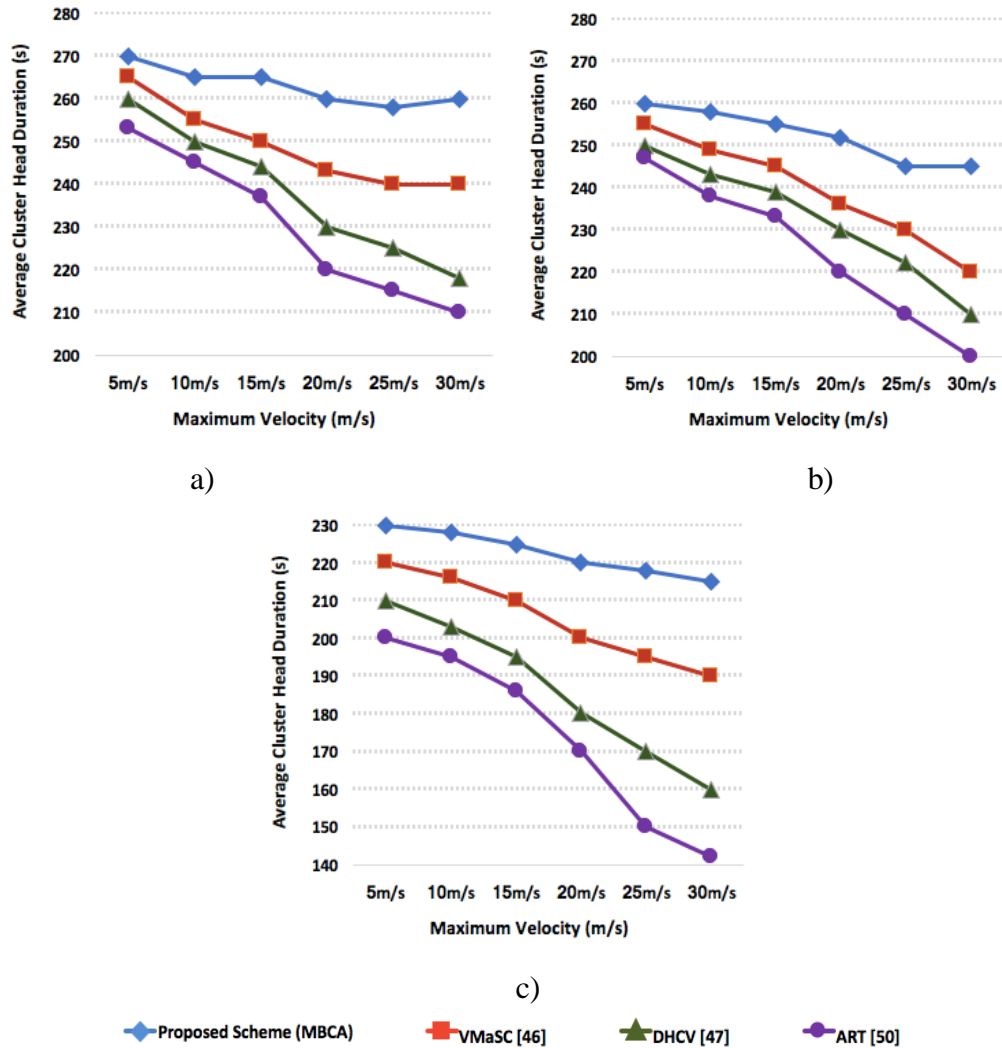 280
270
260
250
240
230
220
210
200
Average Cluster Head Duration (s)
5m/s 10m/s 15m/s 20m/s 25m/s 30m/s
Maximum Velocity (m/s)
a)
280
270
260
250
240
230
220
210
200
Average Cluster Head Duration (s)
5m/s 10m/s 15m/s 20m/s 25m/s 30m/s
Maximum Velocity (m/s)
b)
230
220
210
200
190
180
170
160
150
140
Average Cluster Head Duration (s)
5m/s 10m/s 15m/s 20m/s 25m/s 30m/s
Maximum Velocity (m/s)
c)
Proposed Scheme (MBCA) VMaSC [46] DHCV [47] ART [50]